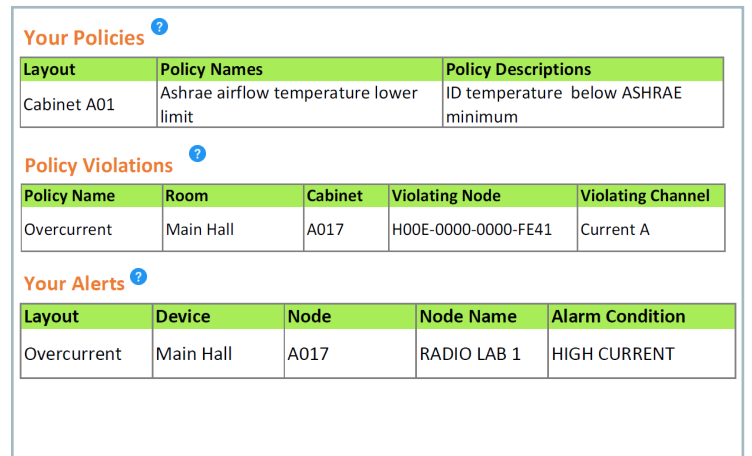 Your Policies ?
Layout Policy Names Policy Descriptions
Cabinet A01 Ashrae airflow temperature lower limit ID temperature below ASHRAE minimum
Policy Violations ?
Policy Name Room Cabinet Violating Node Violating Channel
Overcurrent Main Hall A017 H00E-0000-0000-FE41 Current A
Your Alerts ?
Layout Device Node Node Name Alarm Condition
Overcurrent Main Hall A017 RADIO LAB 1 HIGH CURRENT